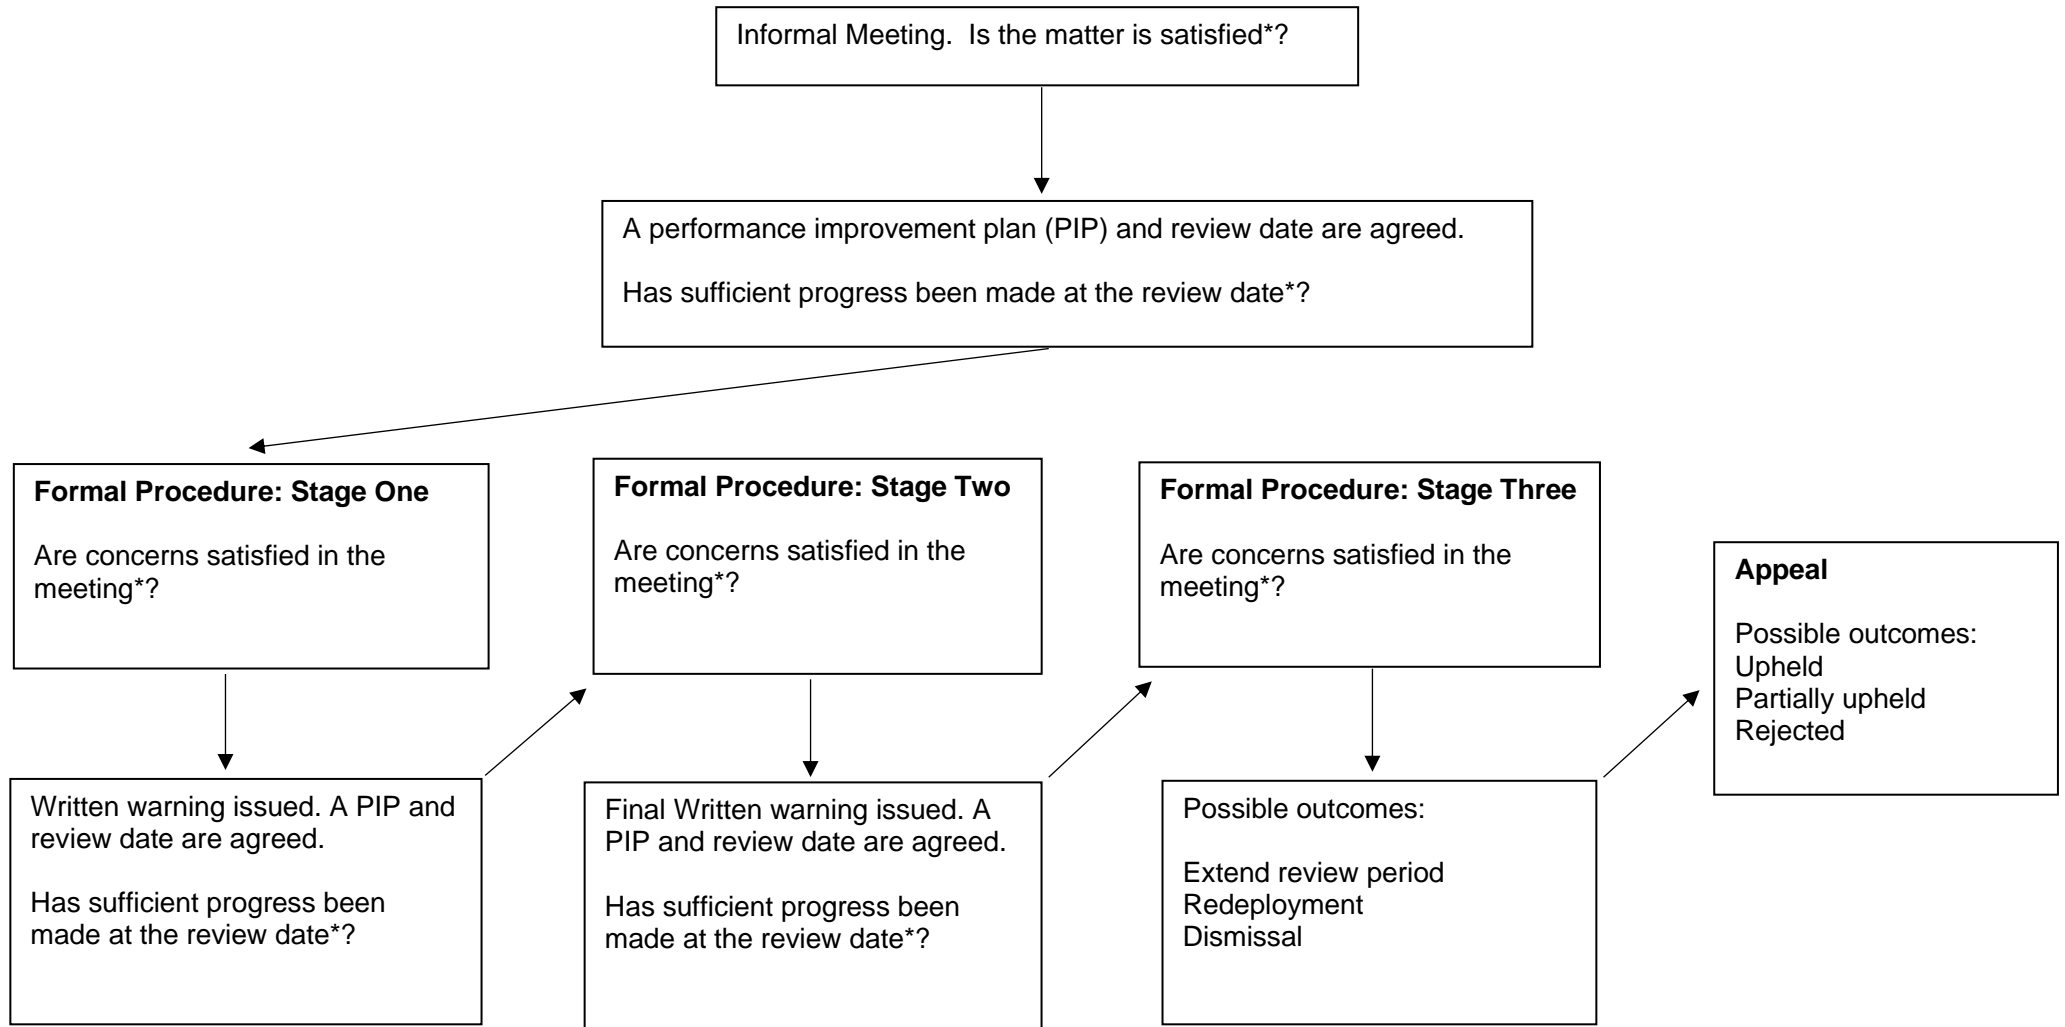 Informal Meeting.  Is the matter is satisfied*?
A performance improvement plan (PIP) and review date are agreed.
Has sufficient progress been made at the review date*?
Formal Procedure: Stage One
Are concerns satisfied in the
meeting*?
Formal Procedure: Stage Two
Are concerns satisfied in the
meeting*?
Formal Procedure: Stage Three
Are concerns satisfied in the
meeting*?
Appeal
Possible outcomes:
Upheld
Partially upheld
Rejected
Written warning issued. A PIP and
review date are agreed.
Has sufficient progress been
made at the review date*?
Final Written warning issued. A
PIP and review date are agreed.
Has sufficient progress been
made at the review date*?
Possible outcomes:
Extend review period
Redeployment
Dismissal